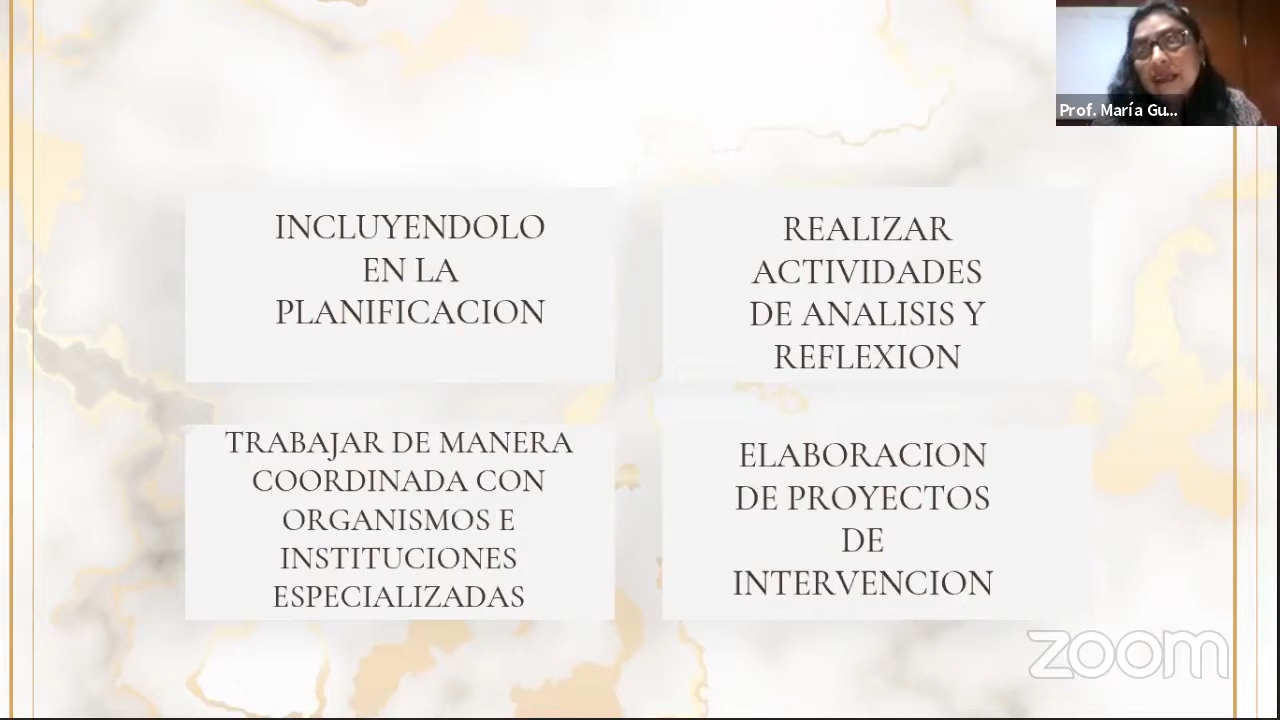 Prof. María Gu...
INCLUYENDOLO
EN LA
PLANIFICACION
REALIZAR
ACTIVIDADES
DE ANALISIS Y
REFLEXION
TRABAJAR DE MANERA
COORDINADA CON
ORGANISMOS E
INSTITUCIONES
ESPECIALIZADAS
ELABORACION
DE PROYECTOS
DE
INTERVENCION
zoom